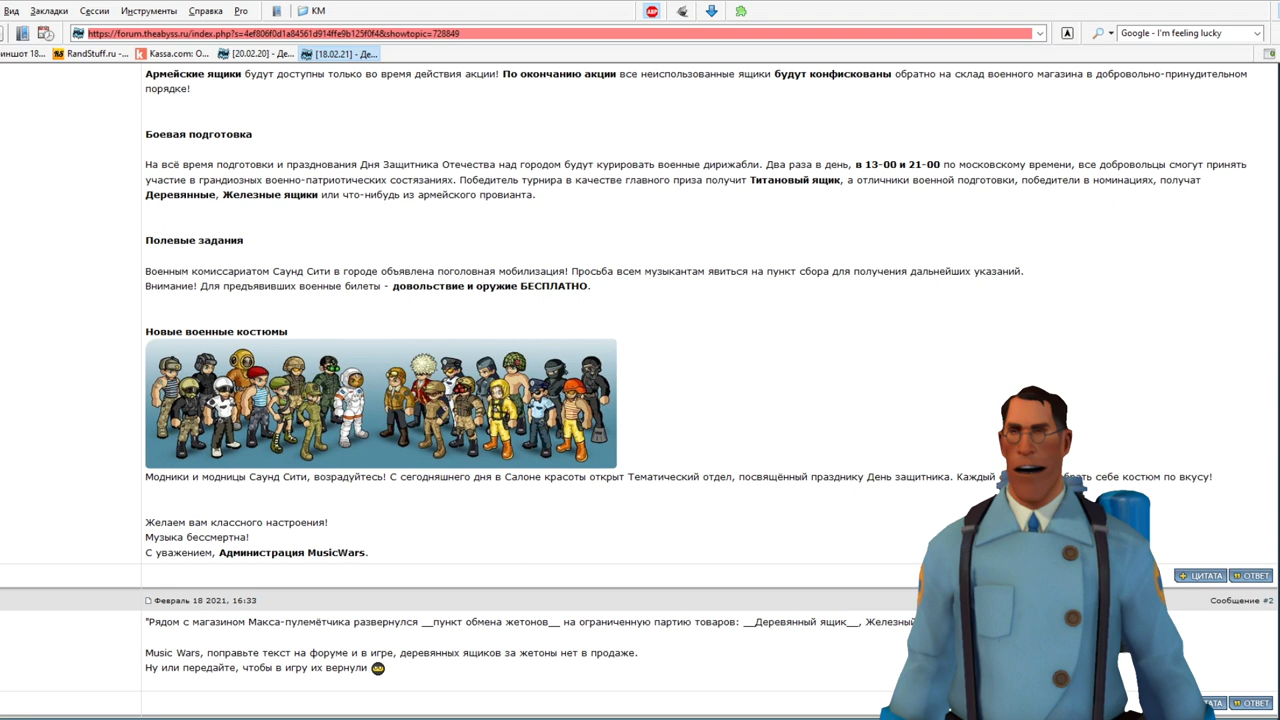 Вид Закладки Сессии Инструменты Справка Pro КМ ABP
https://forum.theabyss.ru/index.php?s=4ef806f0d1a84561d914ffe9b125f0f4&showtopic=728849 Google - I'm feeling lucky
иншот 18... RandStuff.ru -... Kassa.com: О... [20.02.20] - Де... [18.02.21] - Де...
Армейские ящики будут доступны только во время действия акции! По окончанию акции все неиспользованные ящики будут конфискованы обратно на склад военного магазина в добровольно-принудительном
порядке!
Боевая подготовка
На всё время подготовки и празднования Дня Защитника Отечества над городом будут курировать военные дирижабли. Два раза в день, в 13-00 и 21-00 по московскому времени, все добровольцы смогут принять
участие в грандиозных военно-патриотических состязаниях. Победитель турнира в качестве главного приза получит Титановый ящик, а отличники военной подготовки, победители в номинациях, получат
Деревянные, Железные ящики или что-нибудь из армейского провианта.
Полевые задания
Военным комиссариатом Саунд Сити в городе объявлена поголовная мобилизация! Просьба всем музыкантам явиться на пункт сбора для получения дальнейших указаний.
Внимание! Для предъявивших военные билеты - довольствие и оружие БЕСПЛАТНО.
Новые военные костюмы
Модники и модницы Саунд Сити, возрадуйтесь! С сегодняшнего дня в Салоне красоты открыт Тематический отдел, посвящённый празднику День защитника. Каждый себе костюм по вкусу!
Желаем вам классного настроения!
Музыка бессмертна!
С уважением, Администрация MusicWars.
ЦИТАТА ОТВЕТ
Февраль 18 2021, 16:33 Сообщение #2
"Рядом с магазином Макса-пулемётчика развернулся __пункт обмена жетонов__ на ограниченную партию товаров: __Деревянный ящик__, Железный
Music Wars, поправьте текст на форуме и в игре, деревянных ящиков за жетоны нет в продаже.
Ну или передайте, чтобы в игру их вернули
ТАТА ОТВЕТ